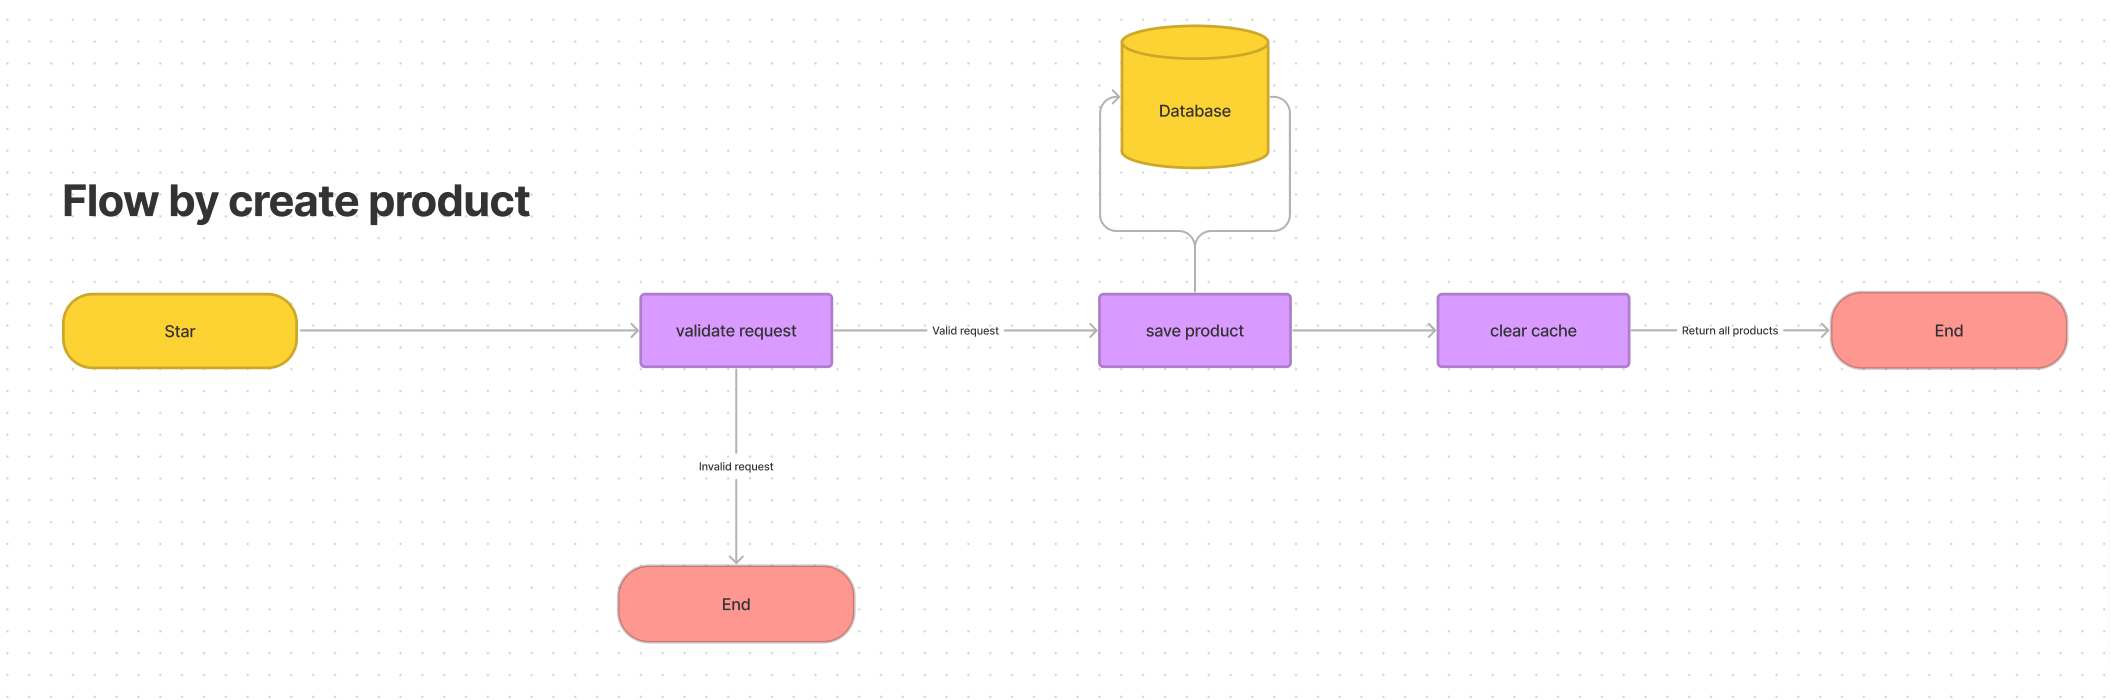 Database
Flow by create product
Star
validate request
Valid request
save product
clear cache
Return all products
End
Invalid request
End